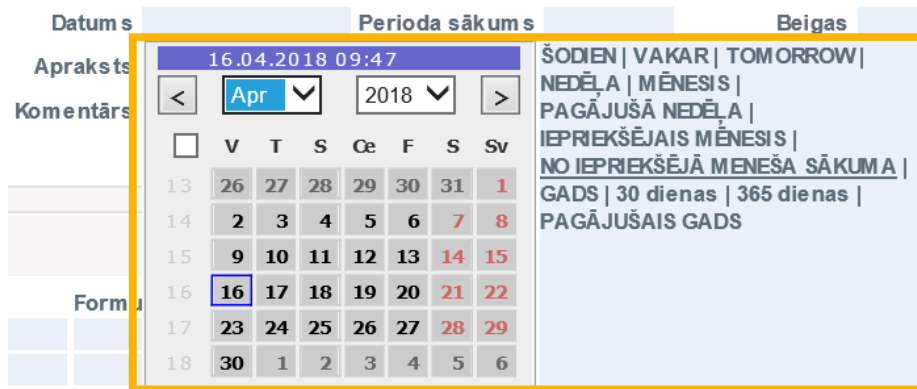 Datums Perioda sākums Beigas
Apraksts
Komentārs
16.04.2018 09:47
< Apr 2018 >
V T S Ce F S Sv
13 26 27 28 29 30 31 1
14 2 3 4 5 6 7 8
15 9 10 11 12 13 14 15
16 16 17 18 19 20 21 22
17 23 24 25 26 27 28 29
18 30 1 2 3 4 5 6
ŠODIEN | VAKAR | TOMORROW |
NEDĒĻA | MĒNESIS |
PAGĀJUŠĀ NEDĒĻA |
IEPRIEKŠĒJAIS MĒNESIS |
NO IEPRIEKŠĒJĀ MENEŠA SĀKUMA |
GADS | 30 dienas | 365 dienas |
PAGĀJUŠAIS GADS
Formu